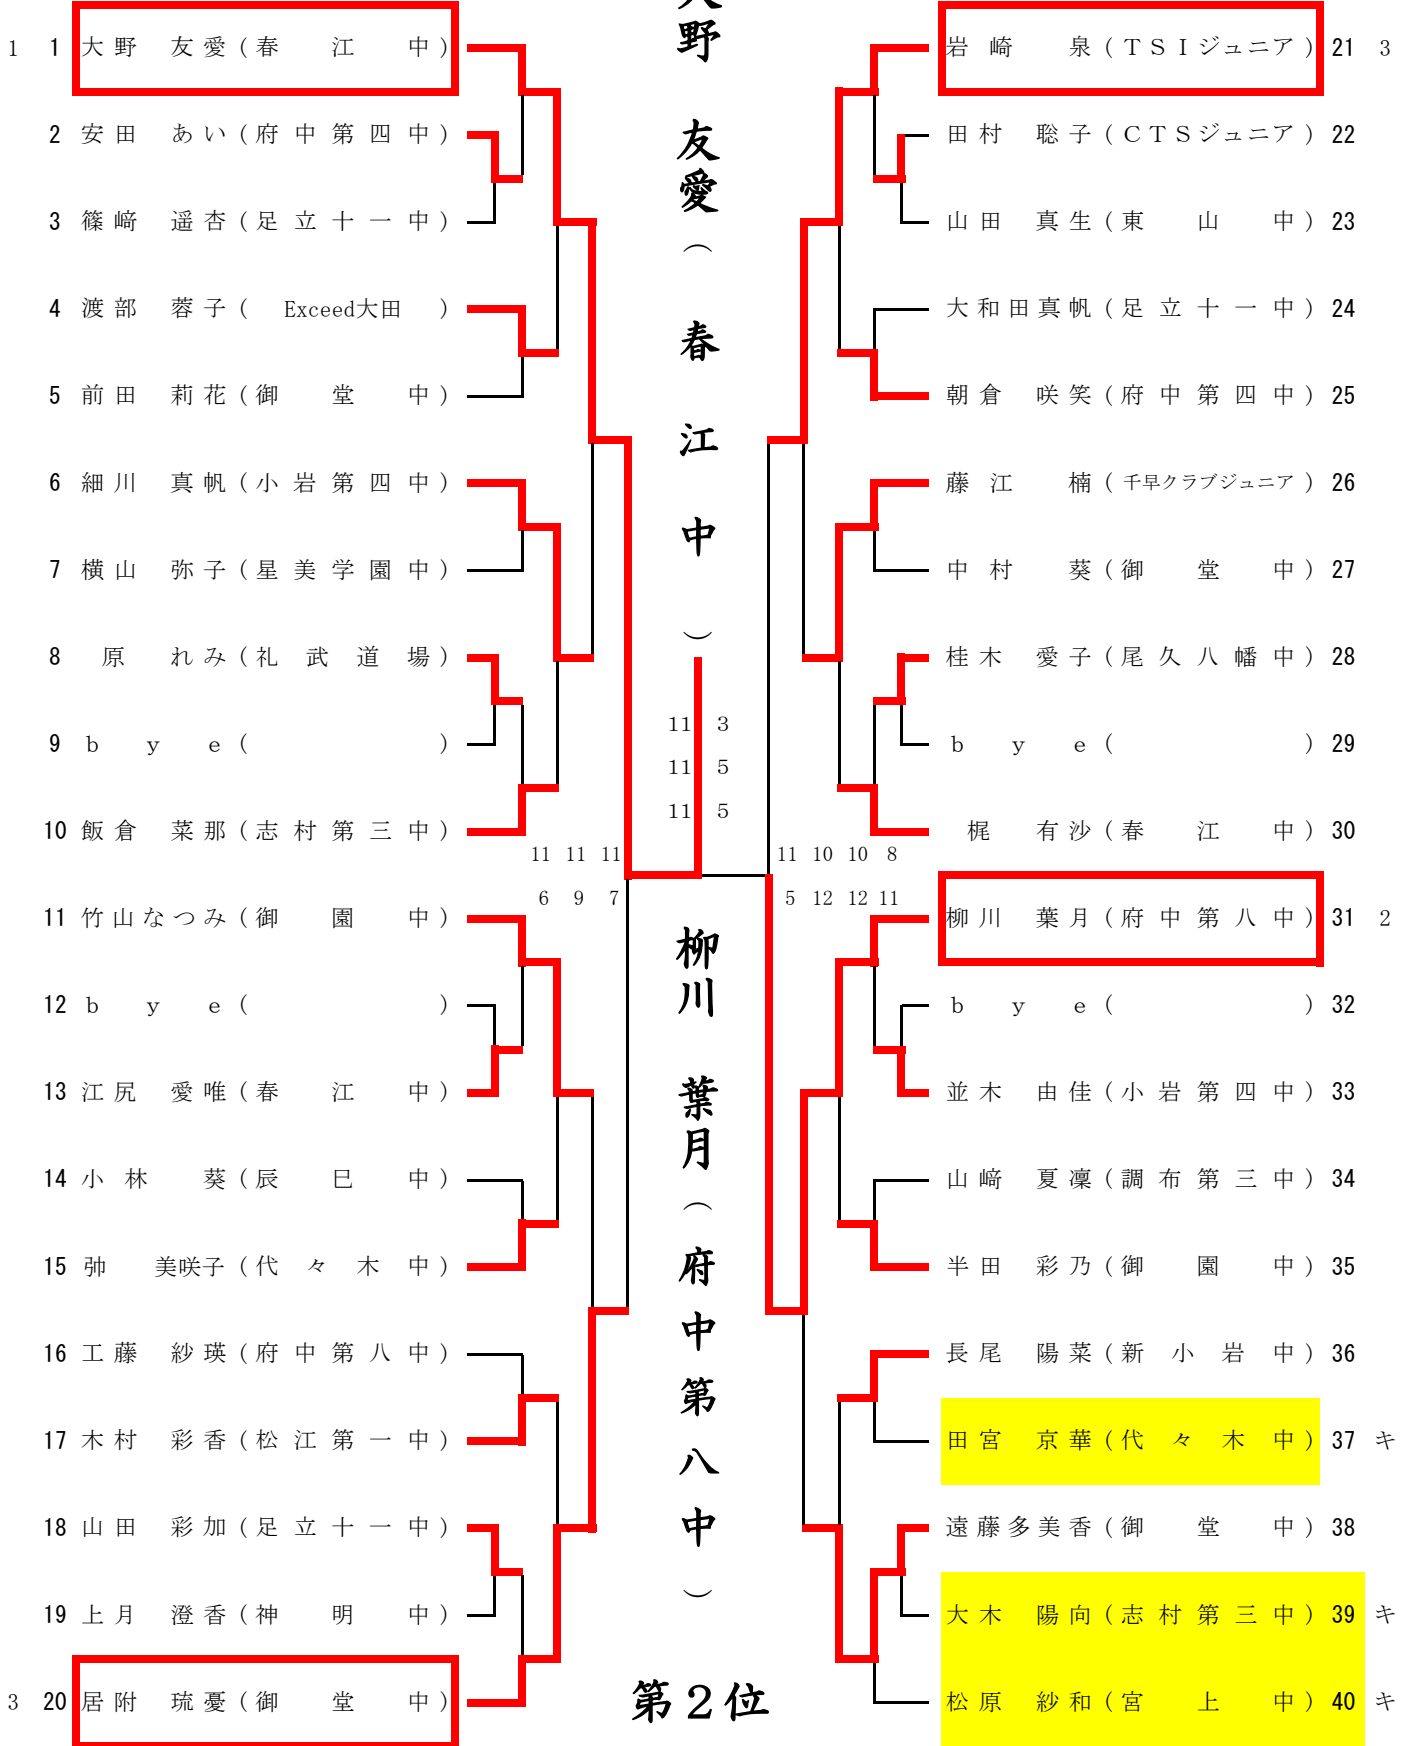 1 1 大野 友愛(春江中)
2 安田 あい(府中第四中)
3 篠﨑 遥杏(足立十一中)
4 渡部 蓉子( Exceed大田 )
5 前田 莉花(御堂中)
6 細川 真帆(小岩第四中)
7 横山 弥子(星美学園中)
8 原 れみ(礼武道場)
9 bye( )
10 飯倉 菜那(志村第三中)
11 竹山なつみ(御園中)
12 bye( )
13 江尻 愛唯(春江中)
14 小林 葵(辰巳中)
15 弽 美咲子(代々木中)
16 工藤 紗瑛(府中第八中)
17 木村 彩香(松江第一中)
18 山田 彩加(足立十一中)
19 上月 澄香(神明中)
3 20 居附 琉憂(御堂中)
大野 友愛(春江中)
11 3
11 5
11 5
11 11 11
6 9 7
11 10 10 8
5 12 12 11
柳川 葉月(府中第八中)
第2位
岩崎 泉(TSIジュニア) 21 3
田村 聡子(CTSジュニア) 22
山田 真生(東山中) 23
大和田真帆(足立十一中) 24
朝倉 咲笑(府中第四中) 25
藤江 楠(千早クラブジュニア) 26
中村 葵(御堂中) 27
桂木 愛子(尾久八幡中) 28
bye( ) 29
梶 有沙(春江中) 30
柳川 葉月(府中第八中) 31 2
bye( ) 32
並木 由佳(小岩第四中) 33
山﨑 夏凜(調布第三中) 34
半田 彩乃(御園中) 35
長尾 陽菜(新小岩中) 36
田宮 京華(代々木中) 37 キ
遠藤多美香(御堂中) 38
大木 陽向(志村第三中) 39 キ
松原 紗和(宮上中) 40 キ